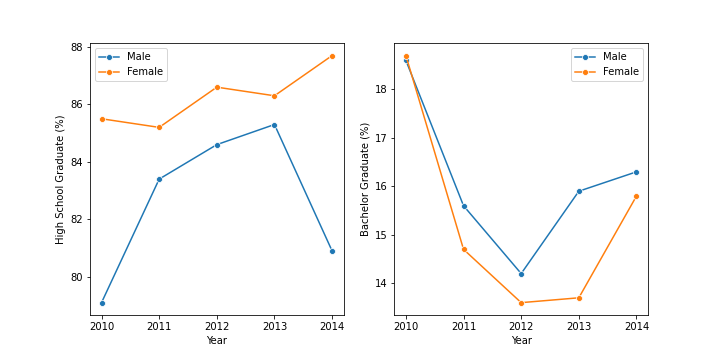 Male
Female
88
86
84
82
80
High School Graduate (%)
2010 2011 2012 2013 2014
Year
Male
Female
18
17
16
15
14
Bachelor Graduate (%)
2010 2011 2012 2013 2014
Year